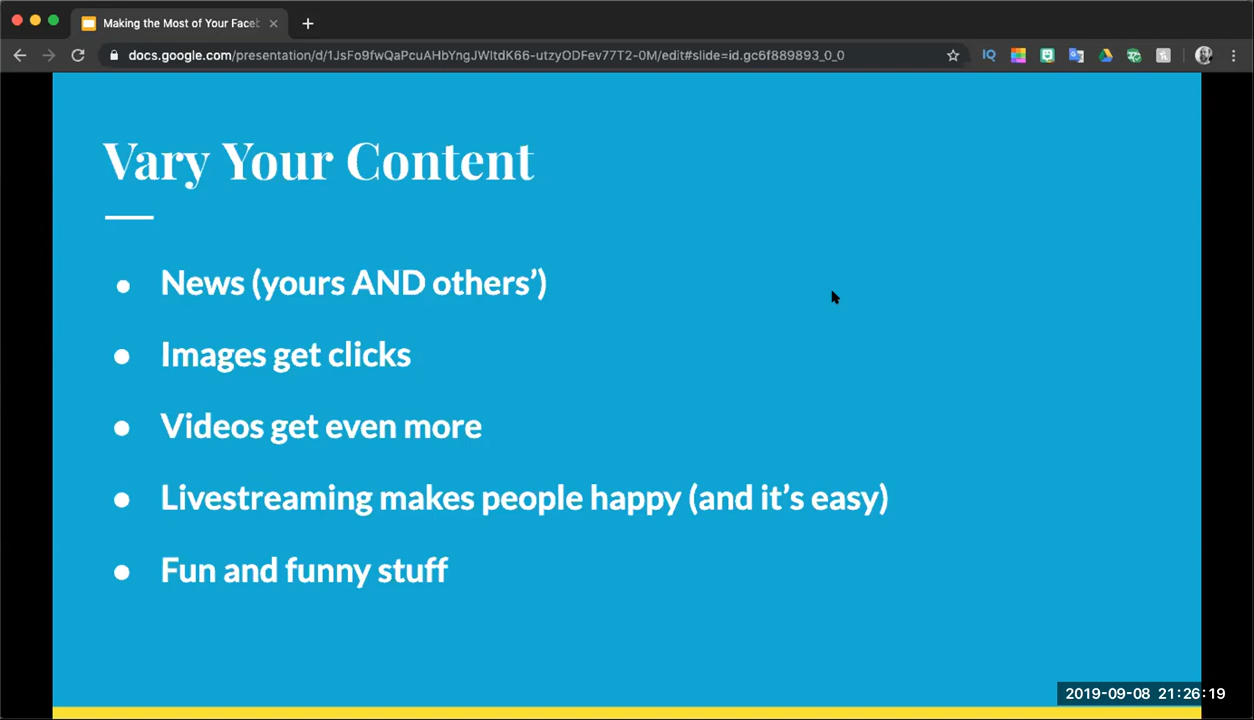 Making the Most of Your Faceb
docs.google.com/presentation/d/1JsFo9fwQaPcuAHbYngJWltdK66-utzyODFev77T2-0M/edit#slide=id.gc6f889893_0_0
IQ
Vary Your Content
News (yours AND others’)
Images get clicks
Videos get even more
Livestreaming makes people happy (and it’s easy)
Fun and funny stuff
2019-09-08 21:26:19